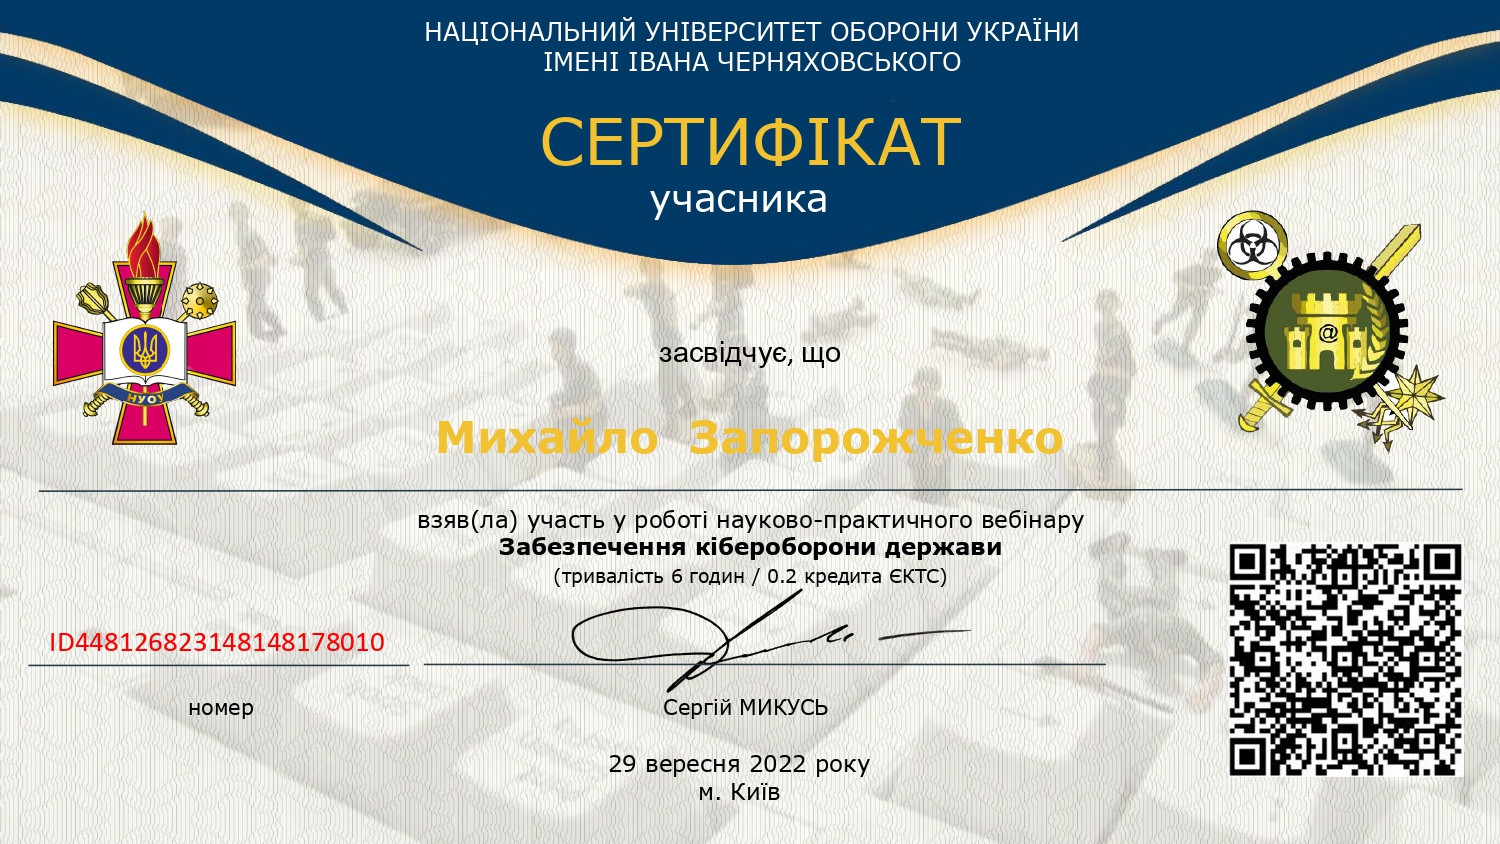 НАЦІОНАЛЬНИЙ УНІВЕРСИТЕТ ОБОРОНИ УКРАЇНИ
ІМЕНІ ІВАНА ЧЕРНЯХОВСЬКОГО
СЕРТИФІКАТ
учасника
НУОУ
@
засвідчує, що
Михайло Запорожченко
взяв(ла) участь у роботі науково-практичного вебінару
Забезпечення кібероборони держави
(тривалість 6 годин / 0.2 кредита ЄКТС)
ID448126823148148178010
номер
Сергій МИКУСЬ
29 вересня 2022 року
м. Київ